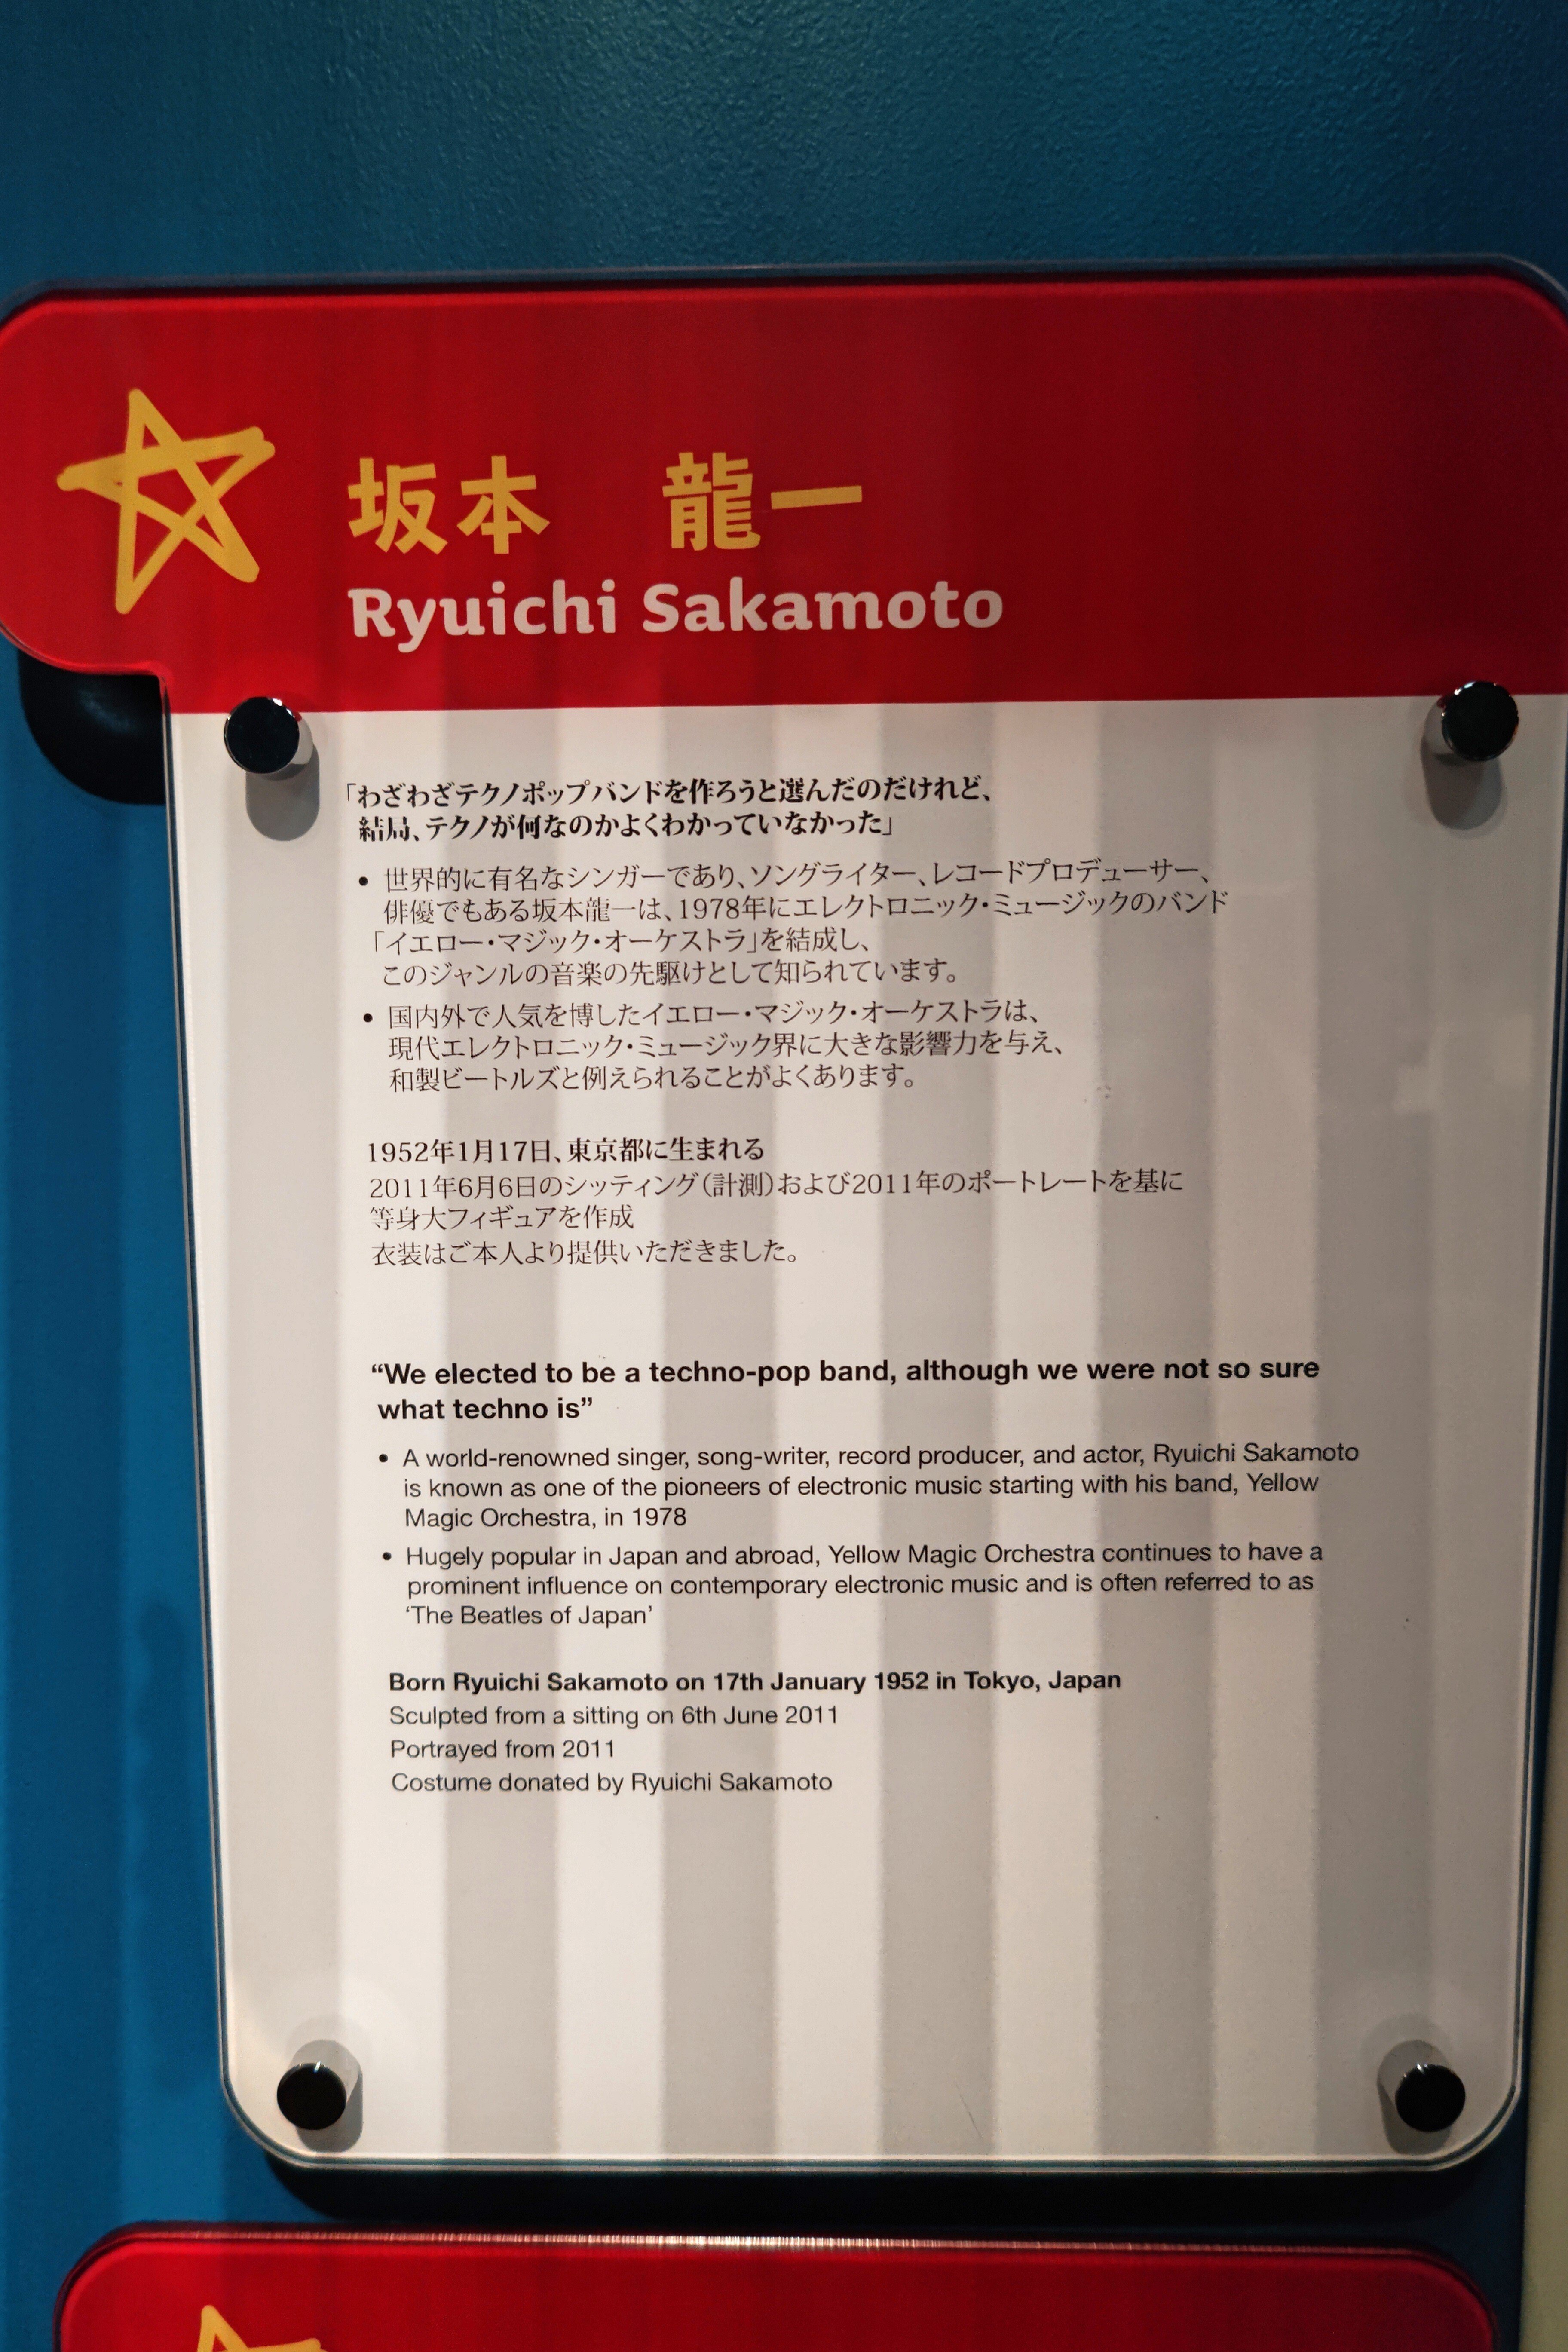 坂本　龍一
Ryuichi Sakamoto
「わざわざテクノポップバンドを作ろうと選んだのだけれど、
結局、テクノが何なのかよくわかっていなかった」
• 世界的に有名なシンガーであり、ソングライター、レコードプロデューサー、
俳優でもある坂本龍一は、1978年にエレクトロニック・ミュージックのバンド
「イエロー・マジック・オーケストラ」を結成し、
このジャンルの音楽の先駆けとして知られています。
• 国内外で人気を博したイエロー・マジック・オーケストラは、
現代エレクトロニック・ミュージック界に大きな影響力を与え、
和製ビートルズと例えられることがよくあります。
1952年1月17日、東京都に生まれる
2011年6月6日のシッティング（計測）および2011年のポートレートを基に
等身大フィギュアを作成
衣装はご本人より提供いただきました。
“We elected to be a techno-pop band, although we were not so sure
what techno is”
• A world-renowned singer, song-writer, record producer, and actor, Ryuichi Sakamoto
is known as one of the pioneers of electronic music starting with his band, Yellow
Magic Orchestra, in 1978
• Hugely popular in Japan and abroad, Yellow Magic Orchestra continues to have a
prominent influence on contemporary electronic music and is often referred to as
‘The Beatles of Japan’
Born Ryuichi Sakamoto on 17th January 1952 in Tokyo, Japan
Sculpted from a sitting on 6th June 2011
Portrayed from 2011
Costume donated by Ryuichi Sakamoto